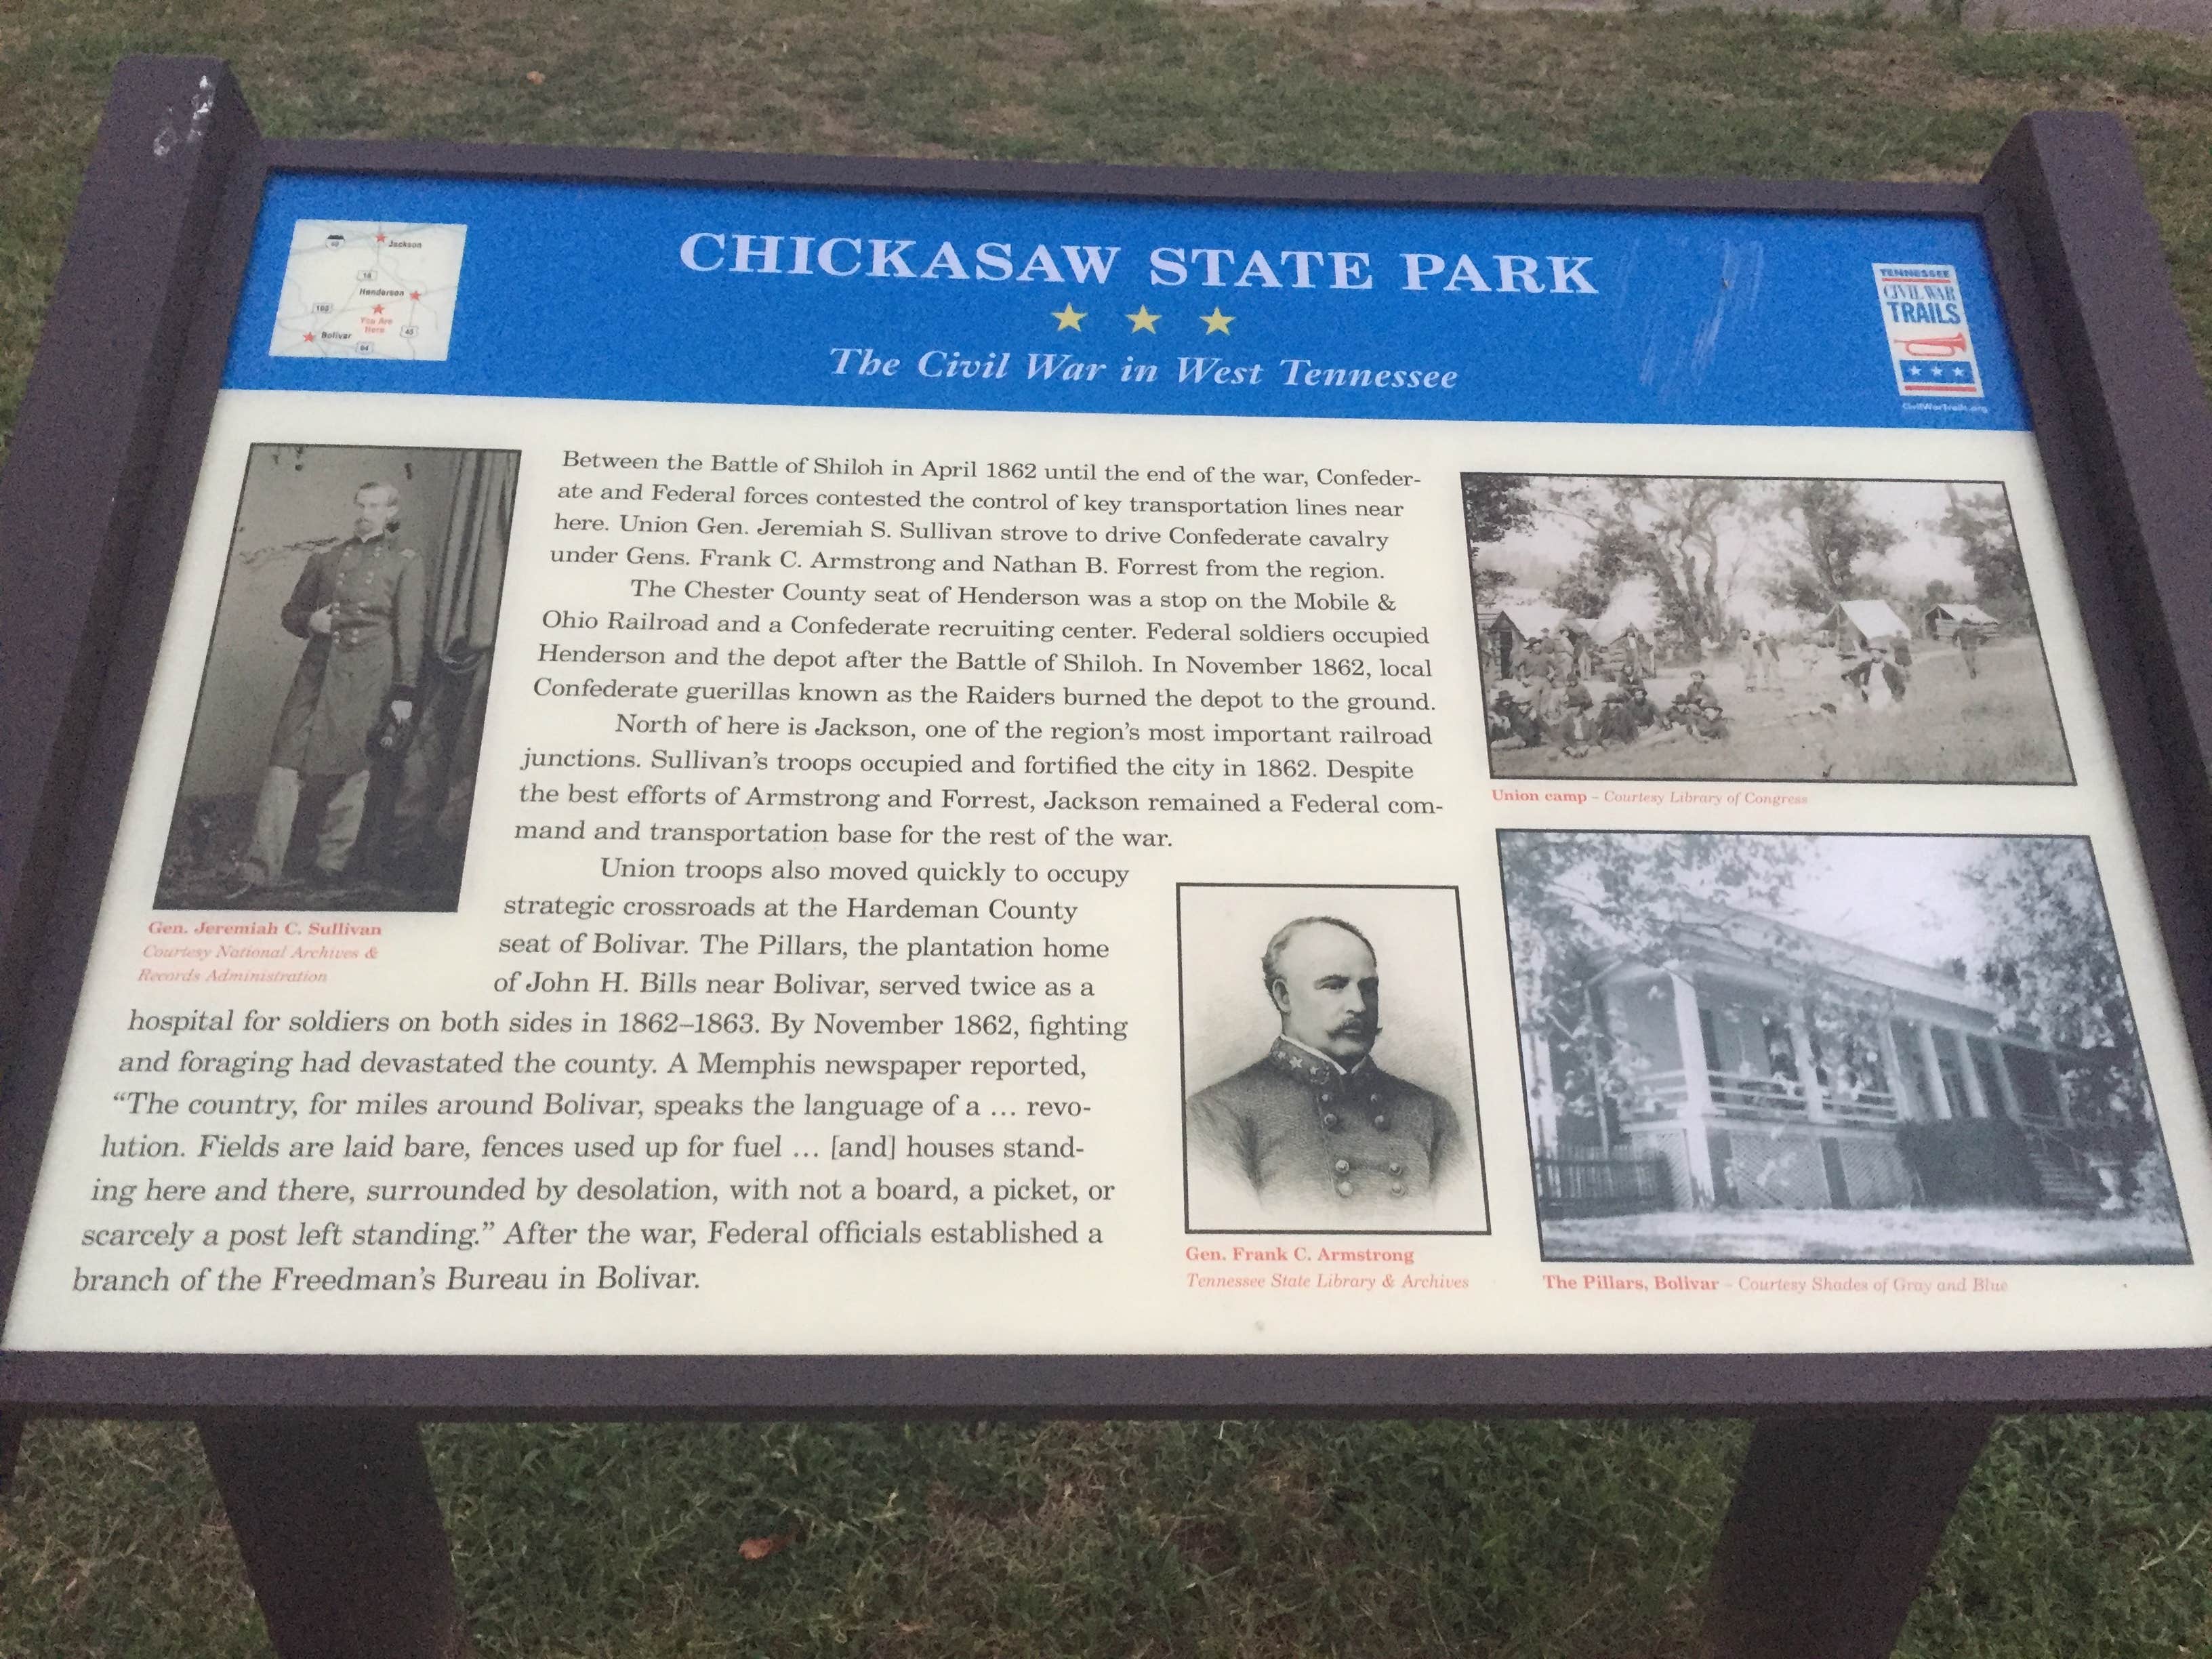 CHICKASAW STATE PARK
The Civil War in West Tennessee
Jackson
18
Henderson
100
You Are
Here
45
Bolivar
64
TENNESSEE
CIVIL WAR
TRAILS
CivilWarTrails.org
Between the Battle of Shiloh in April 1862 until the end of the war, Confeder-
ate and Federal forces contested the control of key transportation lines near
here. Union Gen. Jeremiah S. Sullivan strove to drive Confederate cavalry
under Gens. Frank C. Armstrong and Nathan B. Forrest from the region.
The Chester County seat of Henderson was a stop on the Mobile &
Ohio Railroad and a Confederate recruiting center. Federal soldiers occupied
Henderson and the depot after the Battle of Shiloh. In November 1862, local
Confederate guerillas known as the Raiders burned the depot to the ground.
North of here is Jackson, one of the region's most important railroad
junctions. Sullivan's troops occupied and fortified the city in 1862. Despite
the best efforts of Armstrong and Forrest, Jackson remained a Federal com-
mand and transportation base for the rest of the war.
Union troops also moved quickly to occupy
strategic crossroads at the Hardeman County
seat of Bolivar. The Pillars, the plantation home
of John H. Bills near Bolivar, served twice as a
hospital for soldiers on both sides in 1862–1863. By November 1862, fighting
and foraging had devastated the county. A Memphis newspaper reported,
“The country, for miles around Bolivar, speaks the language of a … revo-
lution. Fields are laid bare, fences used up for fuel … [and] houses stand-
ing here and there, surrounded by desolation, with not a board, a picket, or
scarcely a post left standing.” After the war, Federal officials established a
branch of the Freedman's Bureau in Bolivar.
Gen. Jeremiah C. Sullivan
Courtesy National Archives &
Records Administration
Union camp – Courtesy Library of Congress
Gen. Frank C. Armstrong
Tennessee State Library & Archives
The Pillars, Bolivar – Courtesy Shades of Gray and Blue